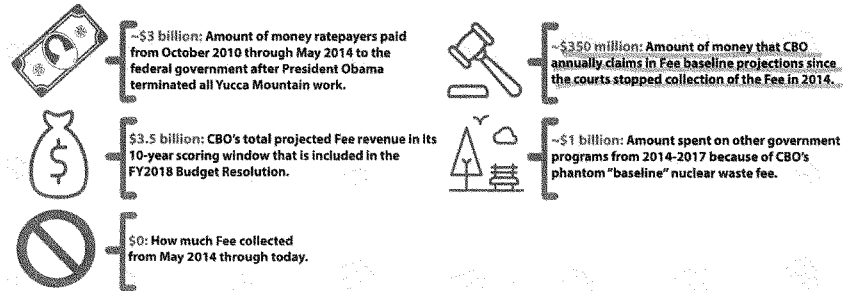 ~$3 billion: Amount of money ratepayers paid
from October 2010 through May 2014 to the
federal government after President Obama
terminated all Yucca Mountain work.
$3.5 billion: CBO's total projected Fee revenue in its
10-year scoring window that is included in the
FY2018 Budget Resolution.
$0: How much Fee collected
from May 2014 through today.
~$350 million: Amount of money that CBO
annually claims in Fee baseline projections since
the courts stopped collection of the Fee in 2014.
~$1 billion: Amount spent on other government
programs from 2014-2017 because of CBO's
phantom "baseline" nuclear waste fee.